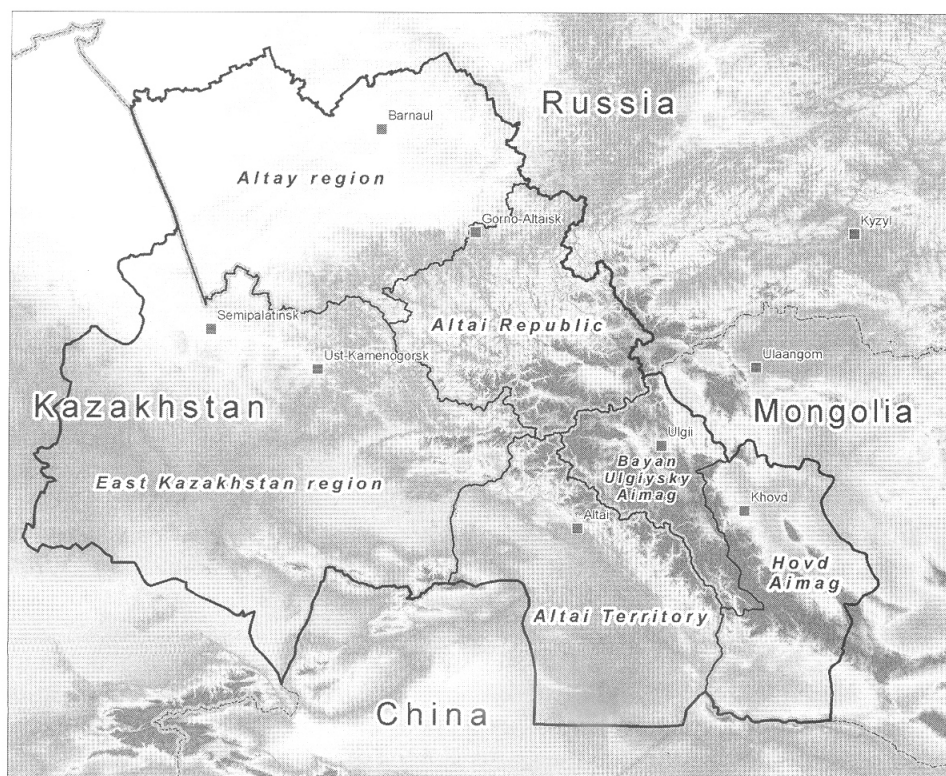 Russia
Barnaul
Altay region
Gorno-Altaisk
Kyzyl
Semipalatinsk
Altai Republic
Ust-Kamenogorsk
Ulaangom
Kazakhstan
Mongolia
Ulgii
Bayan
Ulgiysky
Aimag
East Kazakhstan region
Khovd
Altai
Hovd
Aimag
Altai Territory
China